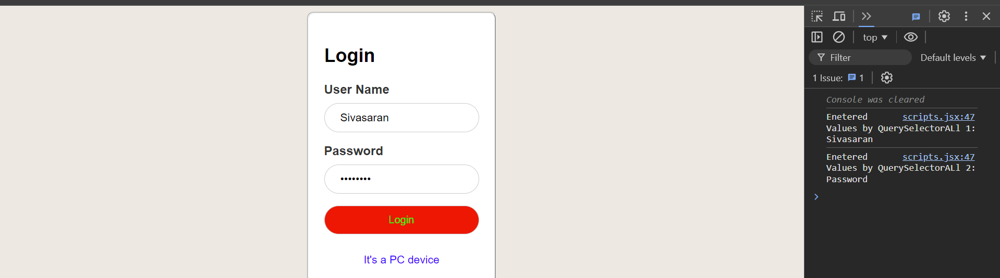 Login
User Name
Sivasaran
Password
••••••••
Login
It's a PC device
top
Filter
Default levels
1 Issue: 1
Console was cleared
Enetered scripts.jsx:47
Values by QuerySelectorALl 1:
Sivasaran
Enetered scripts.jsx:47
Values by QuerySelectorALl 2:
Password